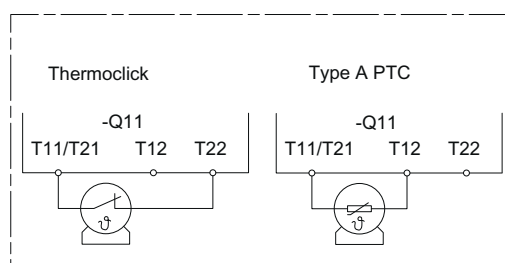 Thermoclick
Type A PTC
-Q11
-Q11
T11/T21 T12 T22
T11/T21 T12 T22
ϑ
ϑ